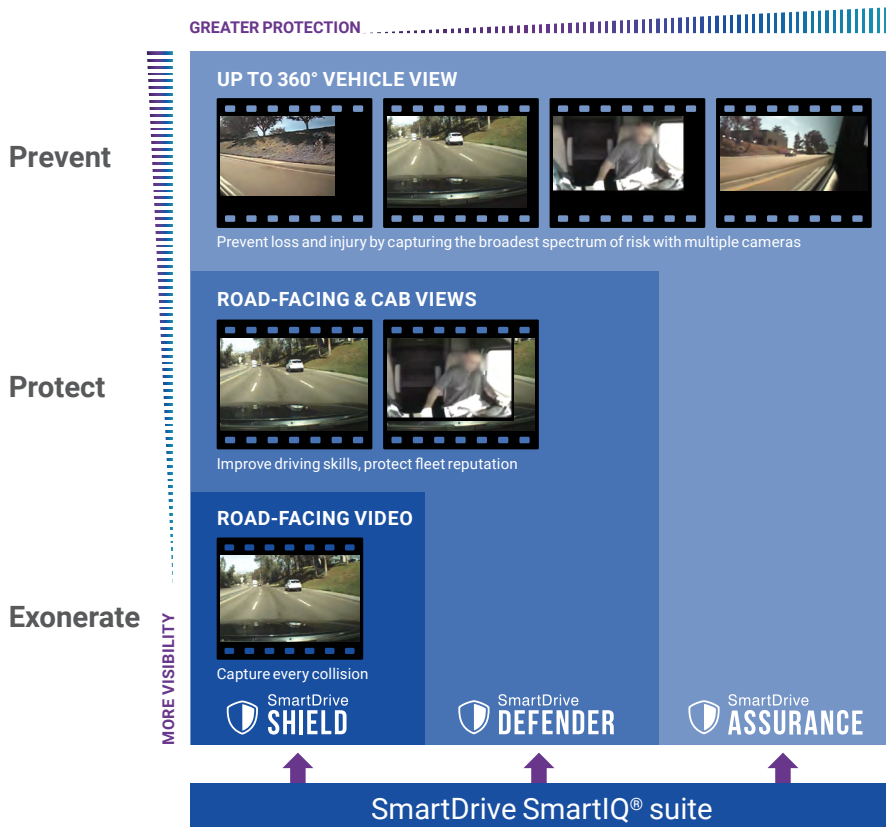 GREATER PROTECTION
UP TO 360° VEHICLE VIEW
Prevent
Prevent loss and injury by capturing the broadest spectrum of risk with multiple cameras
ROAD-FACING & CAB VIEWS
Protect
Improve driving skills, protect fleet reputation
ROAD-FACING VIDEO
Exonerate
MORE VISIBILITY
Capture every collision
SmartDrive
SHIELD
SmartDrive
DEFENDER
SmartDrive
ASSURANCE
SmartDrive SmartIQ® suite